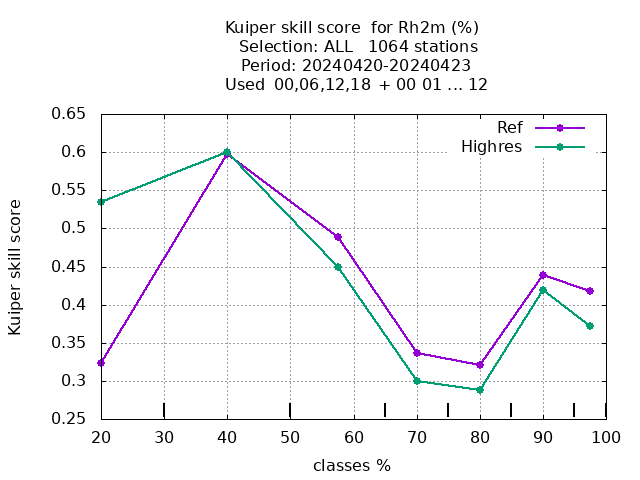 Kuiper skill score  for Rh2m (%)
Selection: ALL   1064 stations
Period: 20240420-20240423
Used  00,06,12,18 + 00 01 ... 12
Ref
Highres
Kuiper skill score
0.65
0.6
0.55
0.5
0.45
0.4
0.35
0.3
0.25
20 30 40 50 60 70 80 90 100
classes %